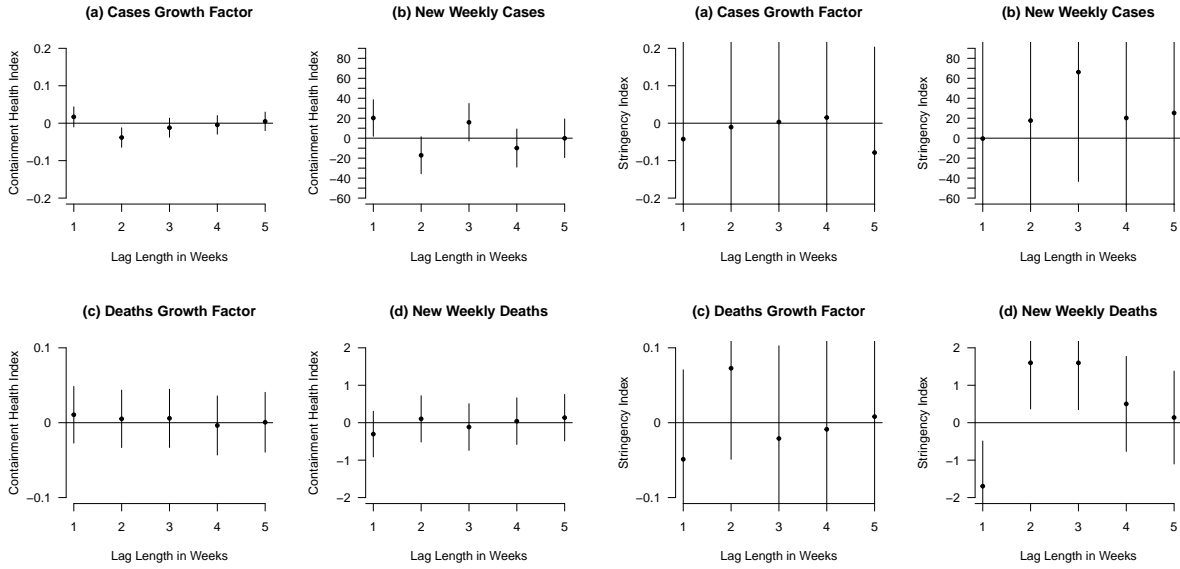 (a) Cases Growth Factor
Containment Health Index
0.2
0.1
0
−0.1
−0.2
1 2 3 4 5
Lag Length in Weeks
(b) New Weekly Cases
Containment Health Index
80
60
40
20
0
−20
−40
−60
1 2 3 4 5
Lag Length in Weeks
(a) Cases Growth Factor
Stringency Index
0.2
0.1
0
−0.1
0.2
1 2 3 4 5
Lag Length in Weeks
(b) New Weekly Cases
Stringency Index
80
60
40
20
0
20
−40
−60
1 2 3 4 5
Lag Length in Weeks
(c) Deaths Growth Factor
Containment Health Index
0.1
0
−0.1
1 2 3 4 5
Lag Length in Weeks
(d) New Weekly Deaths
Containment Health Index
2
1
0
−1
−2
1 2 3 4 5
Lag Length in Weeks
(c) Deaths Growth Factor
Stringency Index
0.1
0
−0.1
1 2 3 4 5
Lag Length in Weeks
(d) New Weekly Deaths
Stringency Index
2
1
0
−1
−2
1 2 3 4 5
Lag Length in Weeks